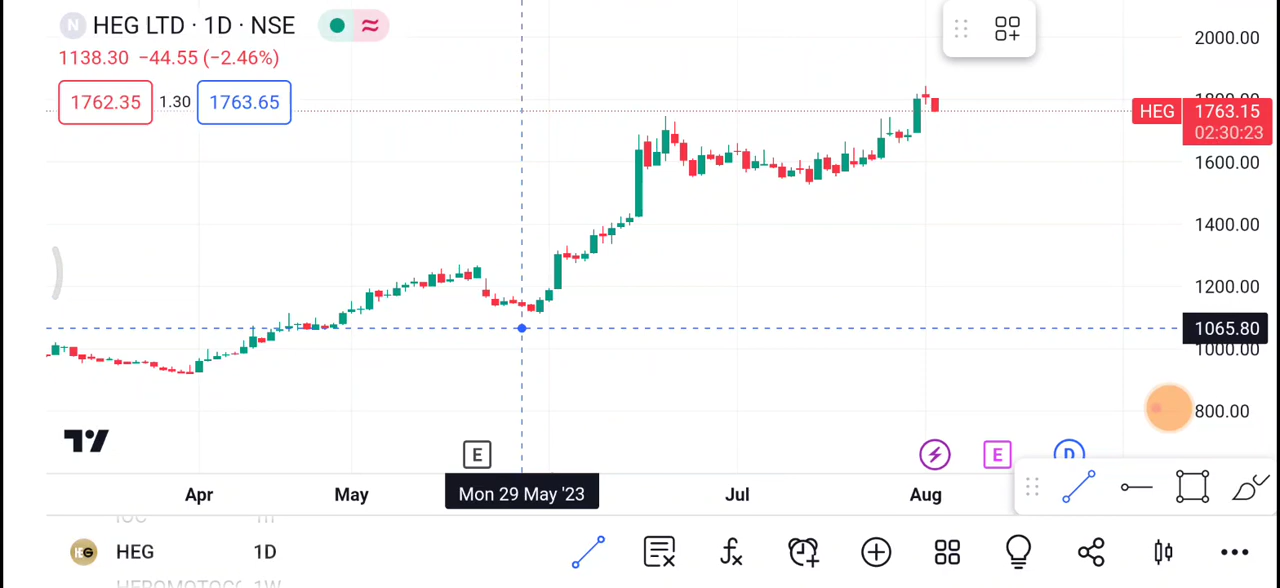 N HEG LTD · 1D · NSE
1138.30 −44.55 (−2.46%)
1762.35 1.30 1763.65
2000.00
1800.00
HEG 1763.15
02:30:23
1600.00
1400.00
1200.00
1065.80
1000.00
800.00
E E D
Apr May Mon 29 May '23 Jul Aug
HEG 1D
HEROMOTOCO 1W